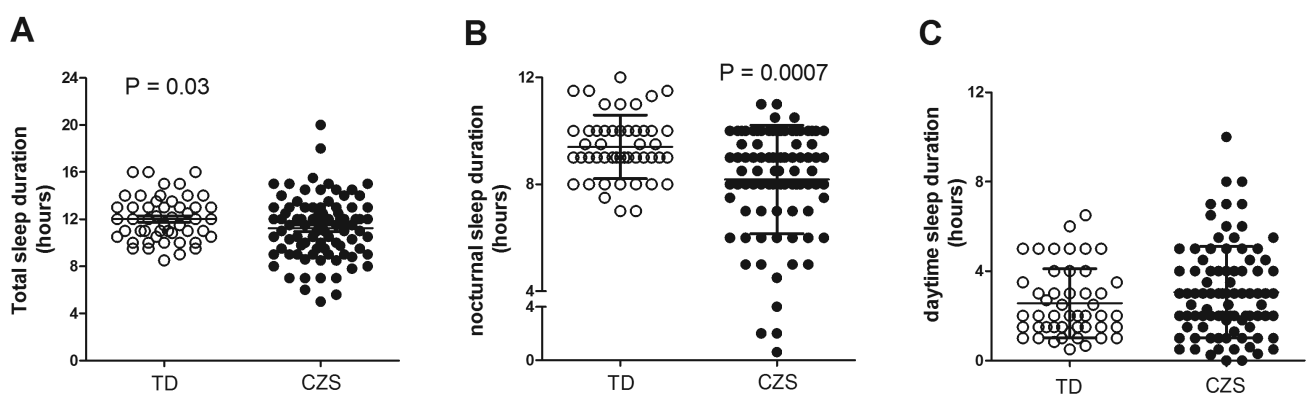 A
B
C
Total sleep duration
(hours)
24
20
16
12
8
4
0
P = 0.03
TD
CZS
nocturnal sleep duration
(hours)
12
8
4
4
0
P = 0.0007
TD
CZS
daytime sleep duration
(hours)
12
8
4
0
TD
CZS